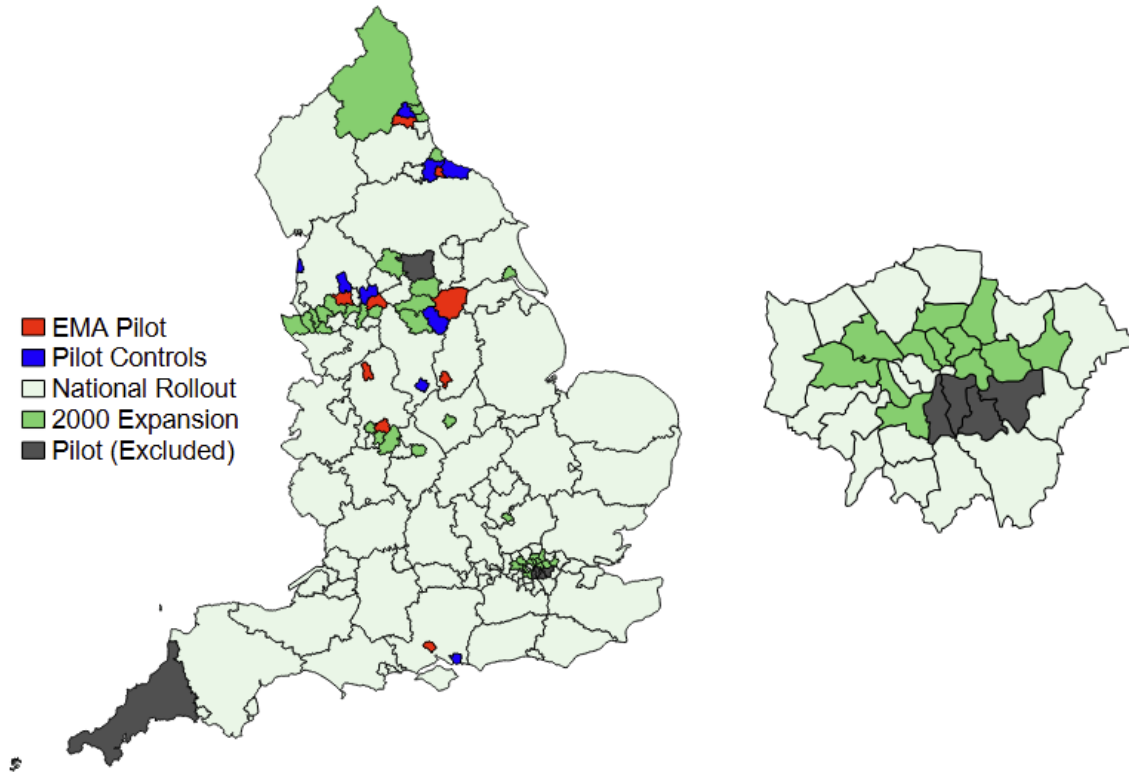 EMA Pilot
Pilot Controls
National Rollout
2000 Expansion
Pilot (Excluded)